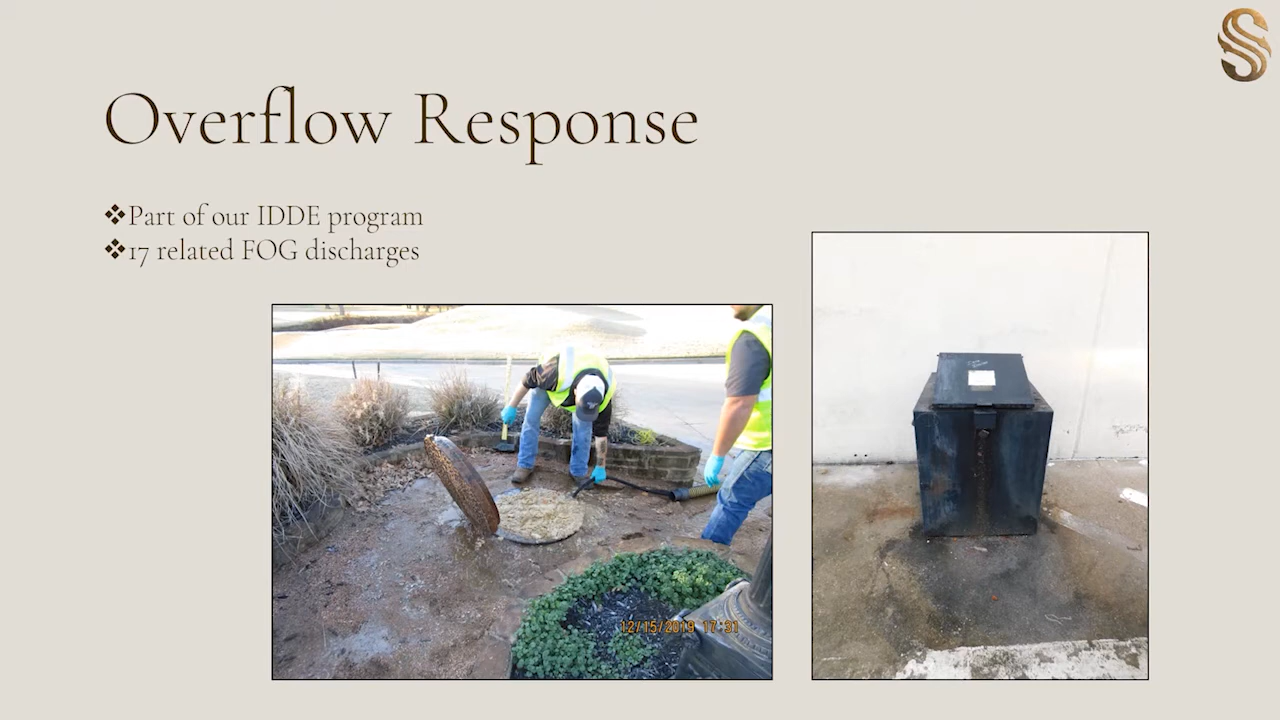 Overflow Response
❖Part of our IDDE program
❖17 related FOG discharges
12/15/2019 17:31